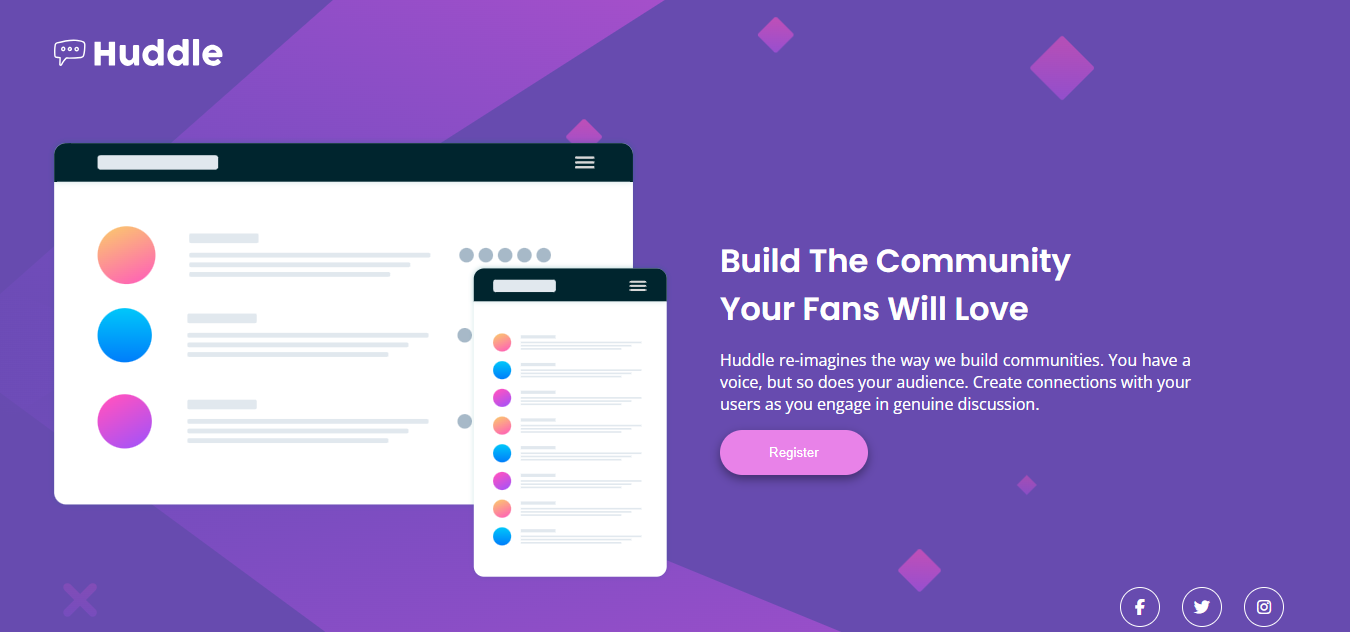 Huddle
Build The Community
Your Fans Will Love
Huddle re-imagines the way we build communities. You have a
voice, but so does your audience. Create connections with your
users as you engage in genuine discussion.
Register